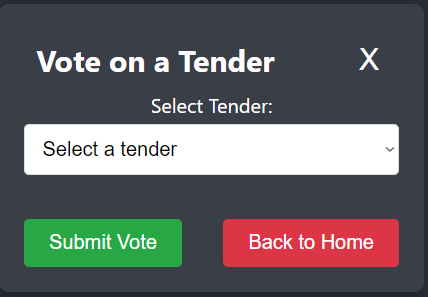 Vote on a Tender X
Select Tender:
Select a tender
Submit Vote Back to Home